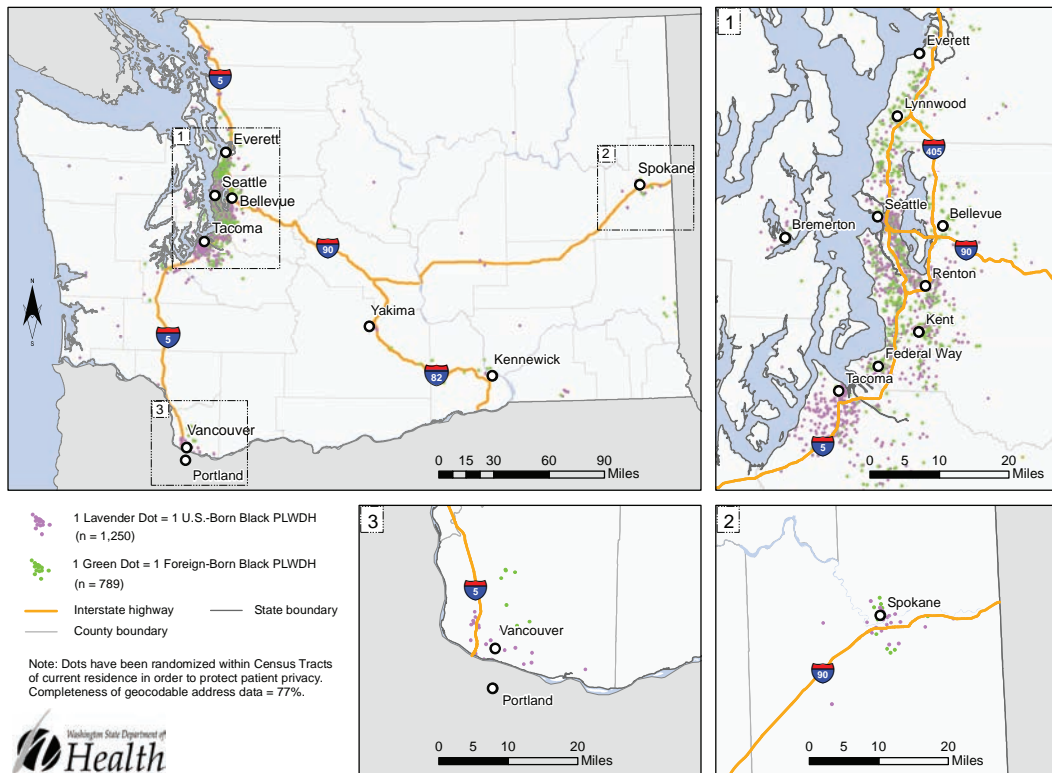 1
5
Everett
2
Spokane
Seattle
Bellevue
Tacoma
90
N
S
5
Yakima
Kennewick
82
3
Vancouver
Portland
0 15 30 60 90
Miles
1
Everett
Lynnwood
405
Seattle
Bellevue
Bremerton
90
Renton
Kent
Federal Way
Tacoma
5
0 10 20
Miles
1 Lavender Dot = 1 U.S.-Born Black PLWDH
(n = 1,250)
1 Green Dot = 1 Foreign-Born Black PLWDH
(n = 789)
Interstate highway State boundary
County boundary
Note: Dots have been randomized within Census Tracts
of current residence in order to protect patient privacy.
Completeness of geocodable address data = 77%.
Washington State Department of
Health
3
5
Vancouver
Portland
0 10 20
Miles
2
Spokane
90
0 10 20
Miles